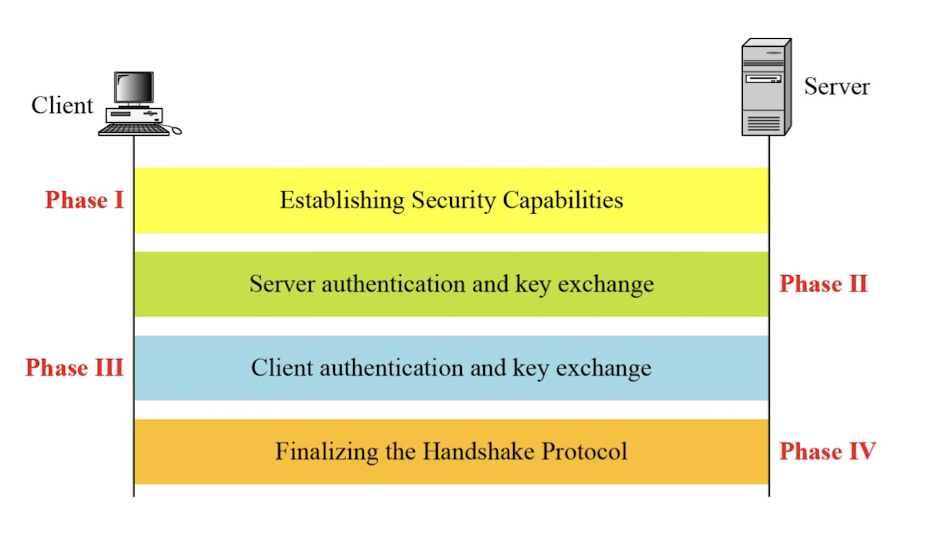 Client
Server
Phase I
Establishing Security Capabilities
Server authentication and key exchange
Phase II
Phase III
Client authentication and key exchange
Finalizing the Handshake Protocol
Phase IV